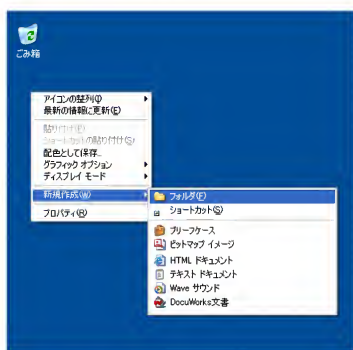 ごみ箱
アイコンの整列(I)
最新の情報に更新(E)
貼り付け(P)
ショートカットの貼り付け(S)
配色として保存...
グラフィック オプション
ディスプレイ モード
新規作成(W)
プロパティ(R)
フォルダ(F)
ショートカット(S)
ブリーフケース
ビットマップ イメージ
HTML ドキュメント
テキスト ドキュメント
Wave サウンド
DocuWorks文書